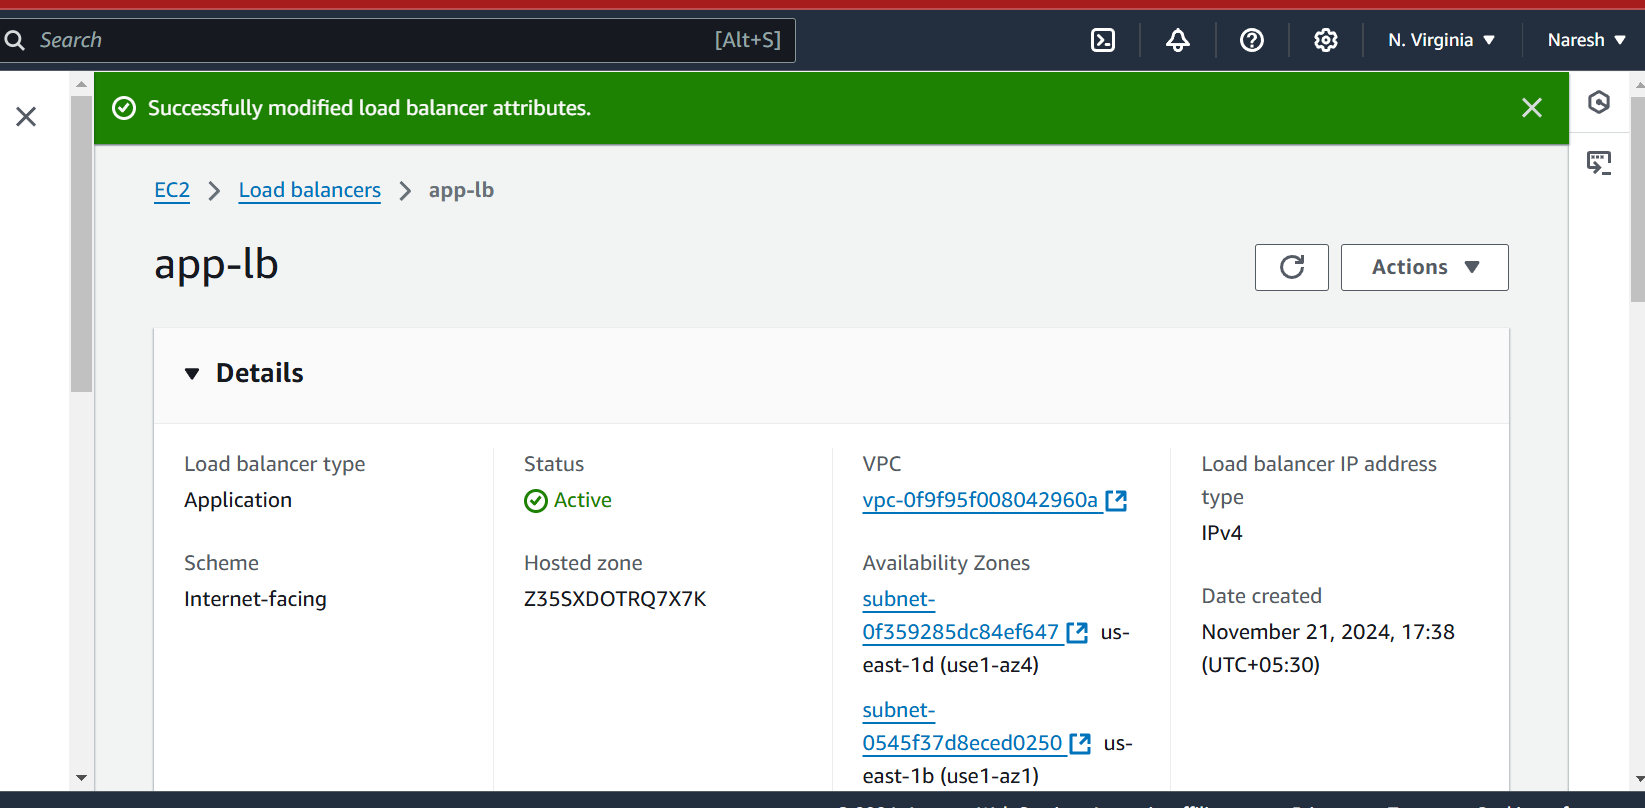 Search [Alt+S] N. Virginia Naresh
Successfully modified load balancer attributes.
EC2 Load balancers app-lb
app-lb
Actions
Details
Load balancer type
Application
Scheme
Internet-facing
Status
Active
Hosted zone
Z35SXDOTRQ7X7K
VPC
vpc-0f9f95f008042960a
Availability Zones
subnet-
0f359285dc84ef647 us-
east-1d (use1-az4)
subnet-
0545f37d8eced0250 us-
east-1b (use1-az1)
Load balancer IP address
type
IPv4
Date created
November 21, 2024, 17:38
(UTC+05:30)